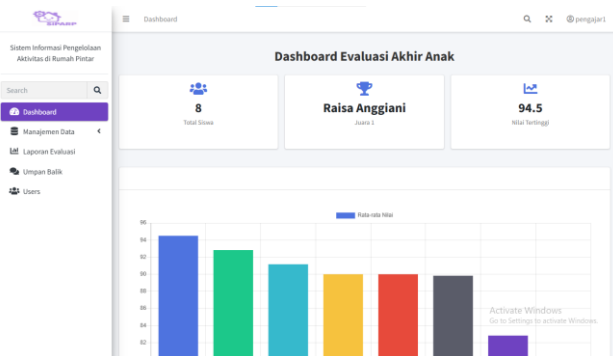 SIPARP
Dashboard
pengajar1
Sistem Informasi Pengelolaan
Aktivitas di Rumah Pintar
Search
Dashboard
Manajemen Data
Laporan Evaluasi
Umpan Balik
Users
Dashboard Evaluasi Akhir Anak
8
Total Siswa
Raisa Anggiani
Juara 1
94.5
Nilai Tertinggi
Rata-rata Nilai
96
94
92
90
88
86
84
82
Activate Windows
Go to Settings to activate Windows.